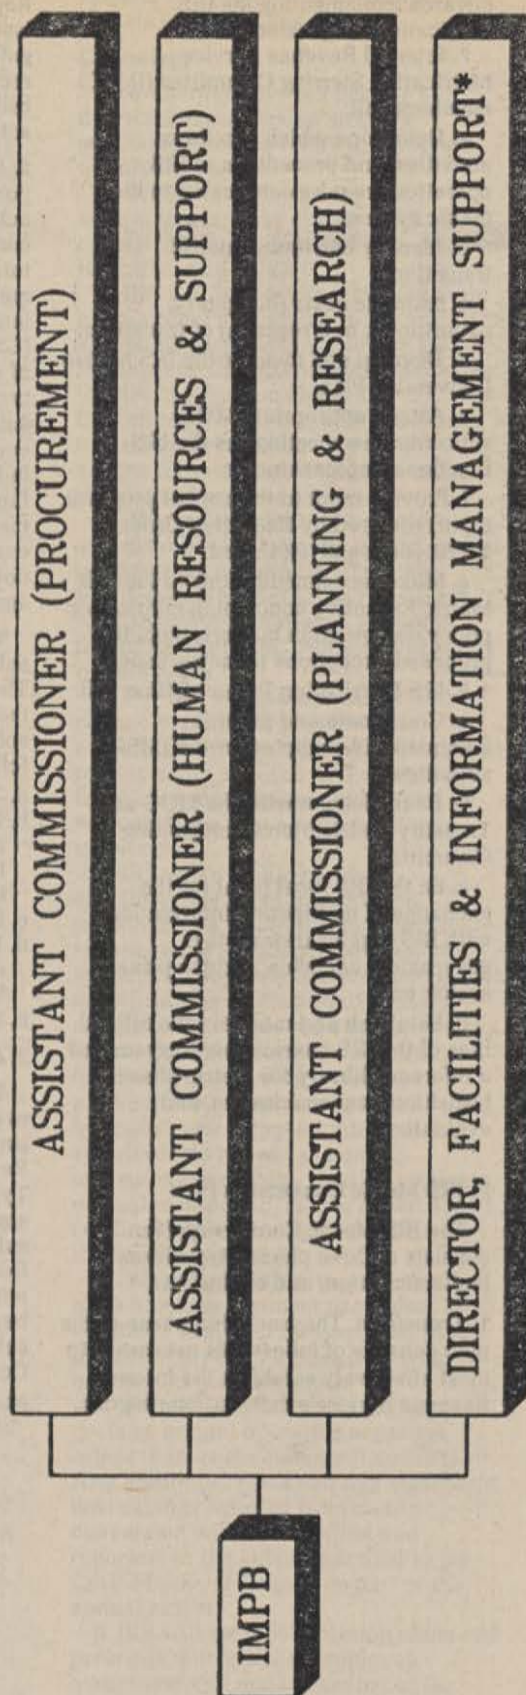 IMPB
ASSISTANT COMMISSIONER (PROCUREMENT)
ASSISTANT COMMISSIONER (HUMAN RESOURCES & SUPPORT)
ASSISTANT COMMISSIONER (PLANNING & RESEARCH)
DIRECTOR, FACILITIES & INFORMATION MANAGEMENT SUPPORT*